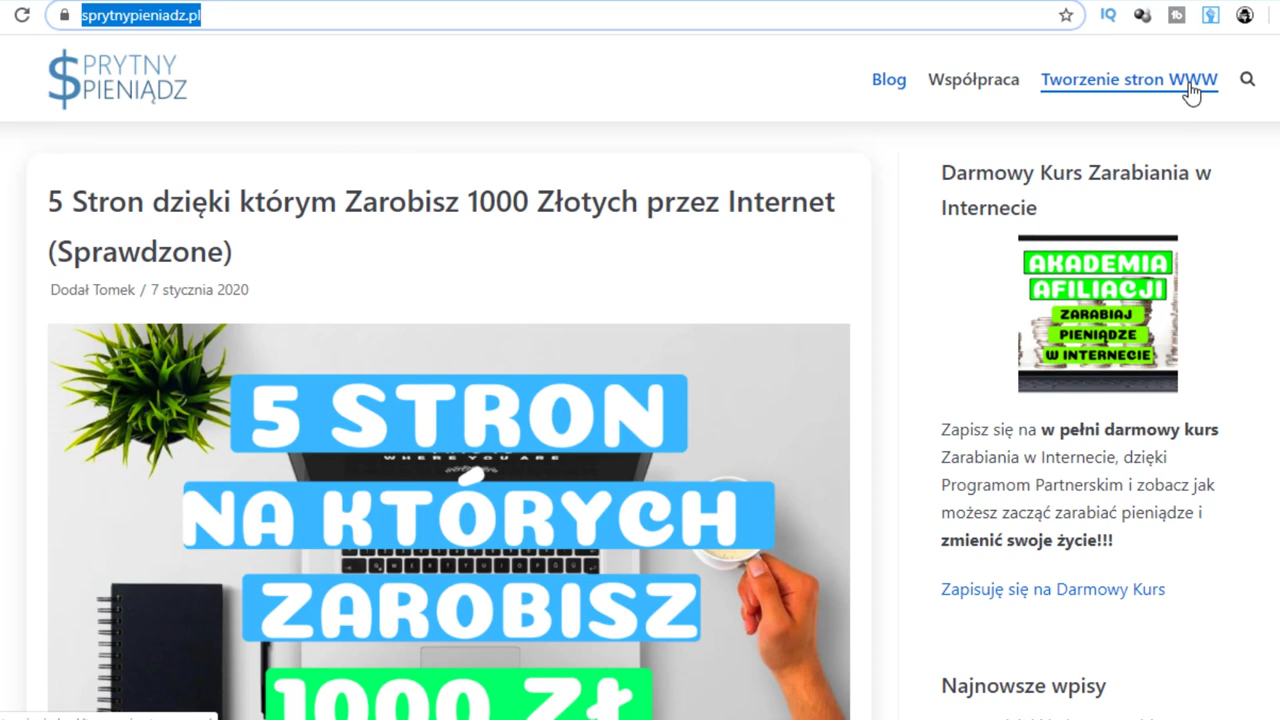 sprytnypieniadz.pl
IQ
tb
$PRYTNY
PIENIĄDZ
Blog
Współpraca
Tworzenie stron WWW
5 Stron dzięki którym Zarobisz 1000 Złotych przez Internet
(Sprawdzone)
Dodał Tomek / 7 stycznia 2020
5 STRON
WHERE YOU ARE
NA KTÓRYCH
ZAROBISZ
1000 ZŁ
Darmowy Kurs Zarabiania w
Internecie
AKADEMIA
AFILIACJI
ZARABIAJ
PIENIĄDZE
W INTERNECIE
Zapisz się na w pełni darmowy kurs
Zarabiania w Internecie, dzięki
Programom Partnerskim i zobacz jak
możesz zacząć zarabiać pieniądze i
zmienić swoje życie!!!
Zapisuję się na Darmowy Kurs
Najnowsze wpisy